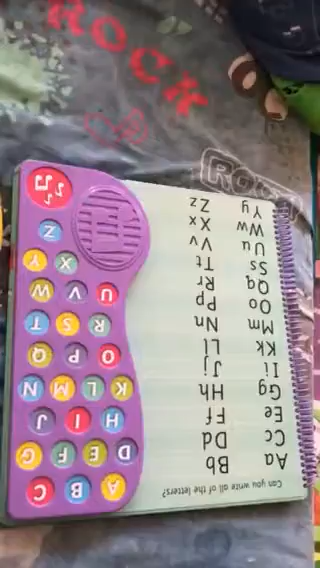 ROCK
ROCK
Can you write all of the letters?
Aa Bb
Cc Dd
Ee Ff
Gg Hh
Ii Jj
Kk Ll
Mm Nn
Oo Pp
Qq Rr
Ss Tt
Uu Vv
Ww Xx
Yy Zz
A B C
D E F G
H I J
K L M N
O P Q
R S T
U V W
X Y
Z